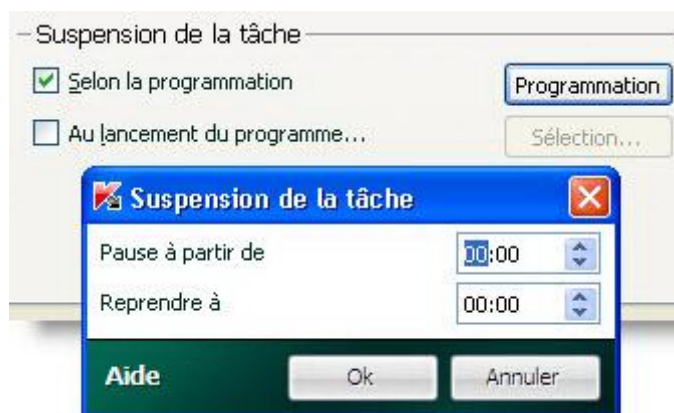 Suspension de la tâche
Selon la programmation Programmation
Au lancement du programme... Sélection...
Suspension de la tâche
Pause à partir de 00:00
Reprendre à 00:00
Aide Ok Annuler